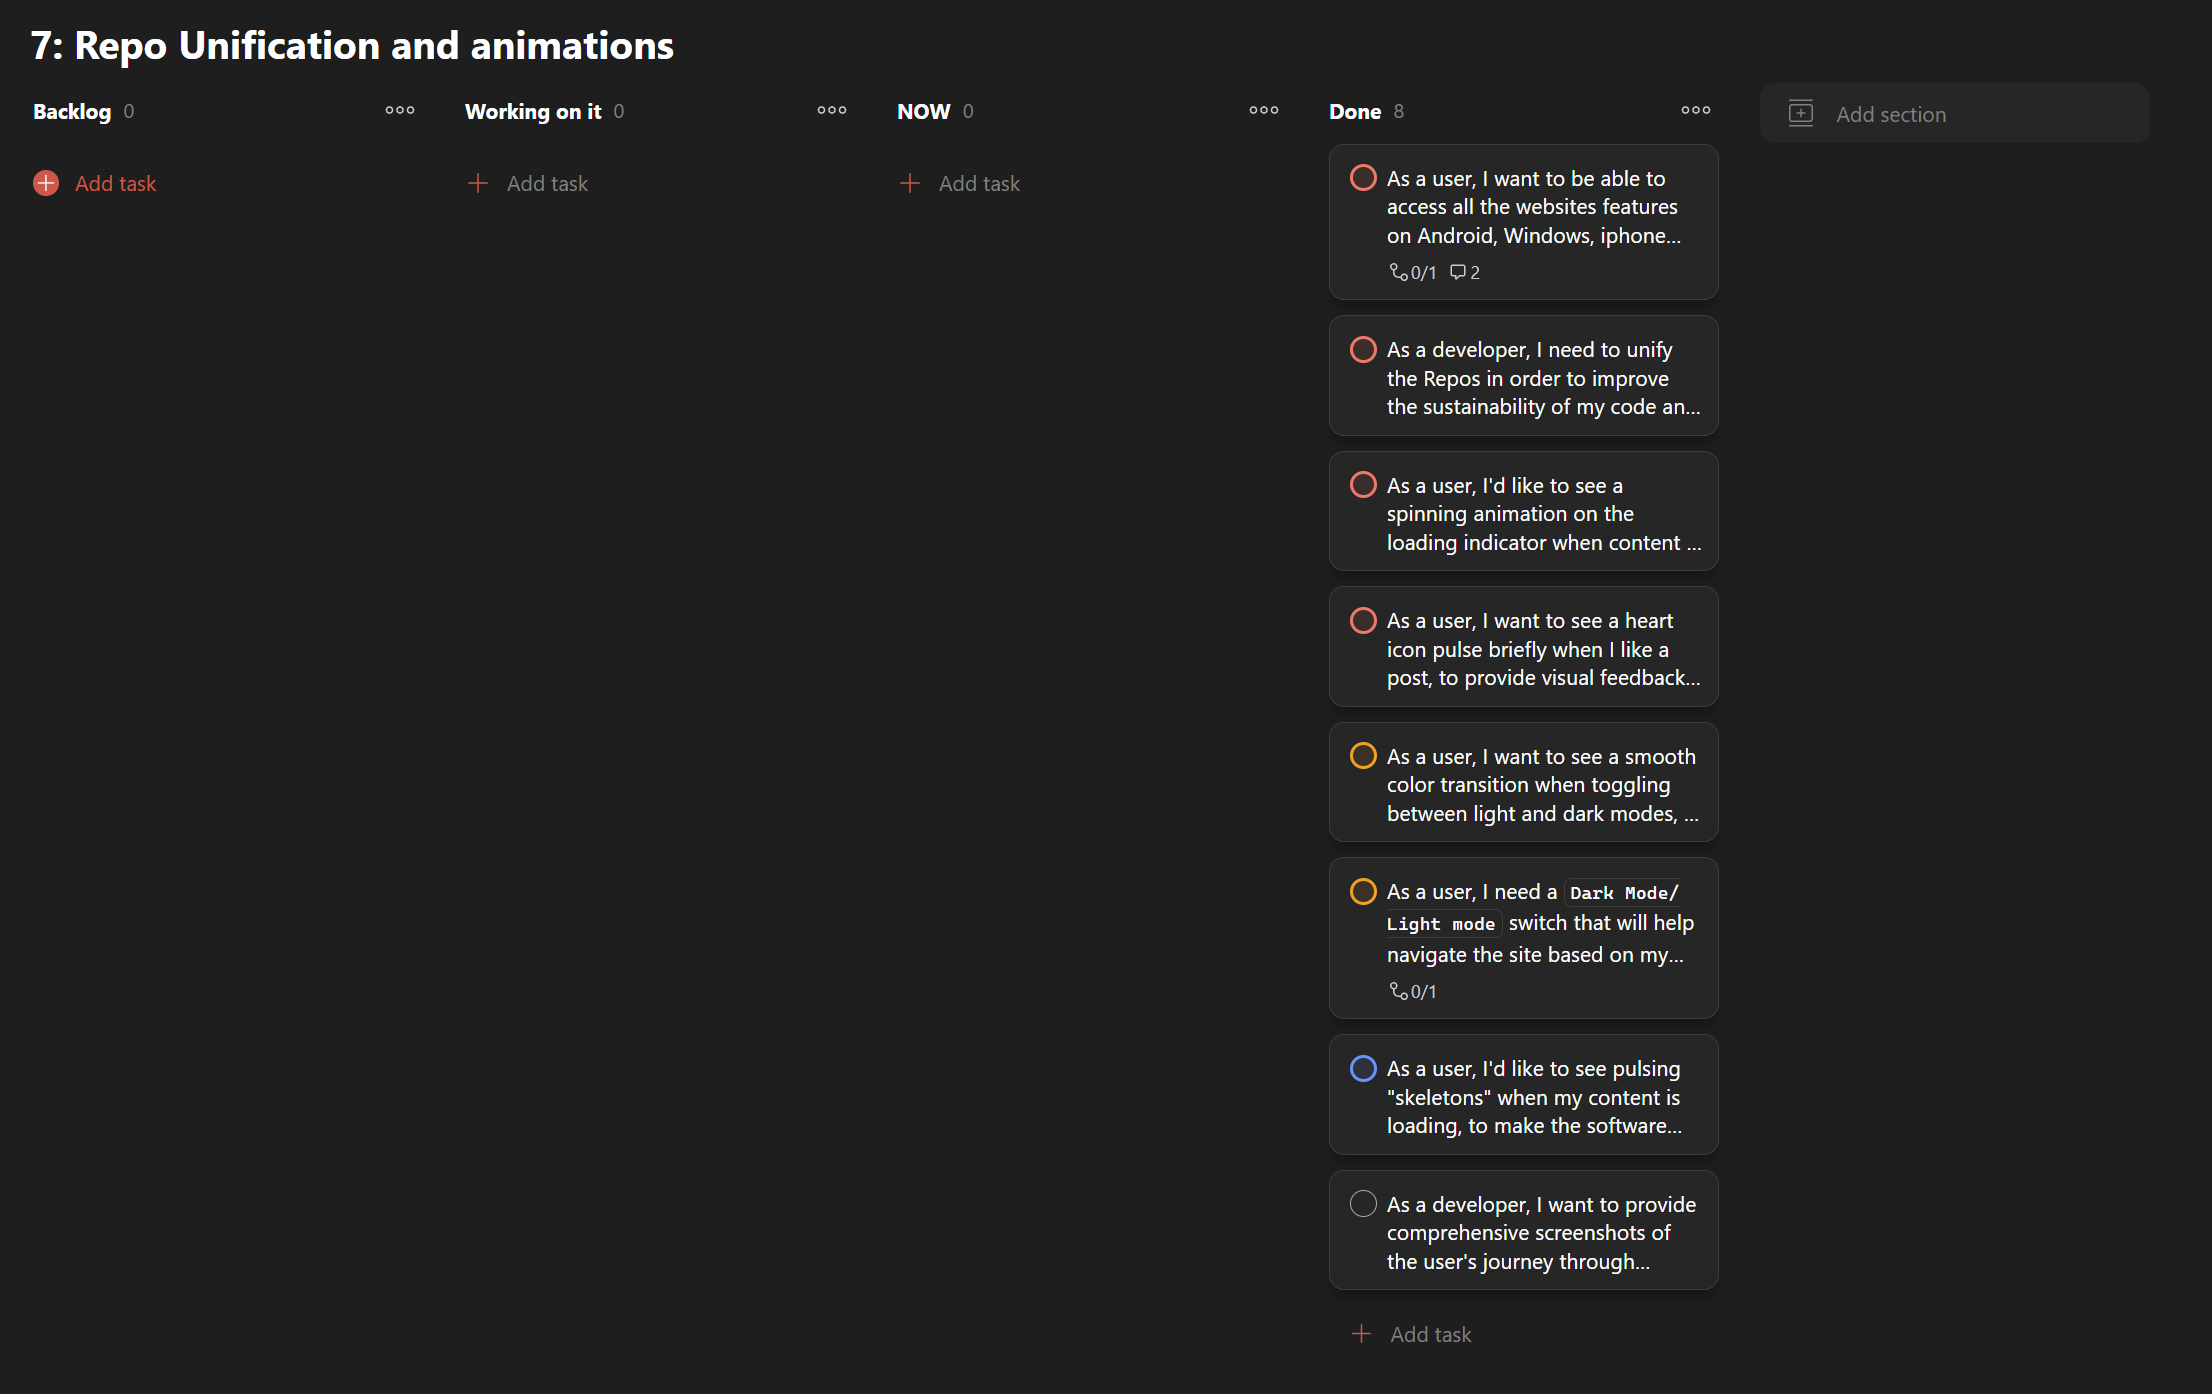 7: Repo Unification and animations
Backlog 0
Add task
Working on it 0
Add task
NOW 0
Add task
Done 8
As a user, I want to be able to
access all the websites features
on Android, Windows, iphone...
0/1 2
As a developer, I need to unify
the Repos in order to improve
the sustainability of my code an...
As a user, I'd like to see a
spinning animation on the
loading indicator when content ...
As a user, I want to see a heart
icon pulse briefly when I like a
post, to provide visual feedback...
As a user, I want to see a smooth
color transition when toggling
between light and dark modes, ...
As a user, I need a Dark Mode/
Light mode switch that will help
navigate the site based on my...
0/1
As a user, I'd like to see pulsing
"skeletons" when my content is
loading, to make the software...
As a developer, I want to provide
comprehensive screenshots of
the user's journey through...
Add task
Add section